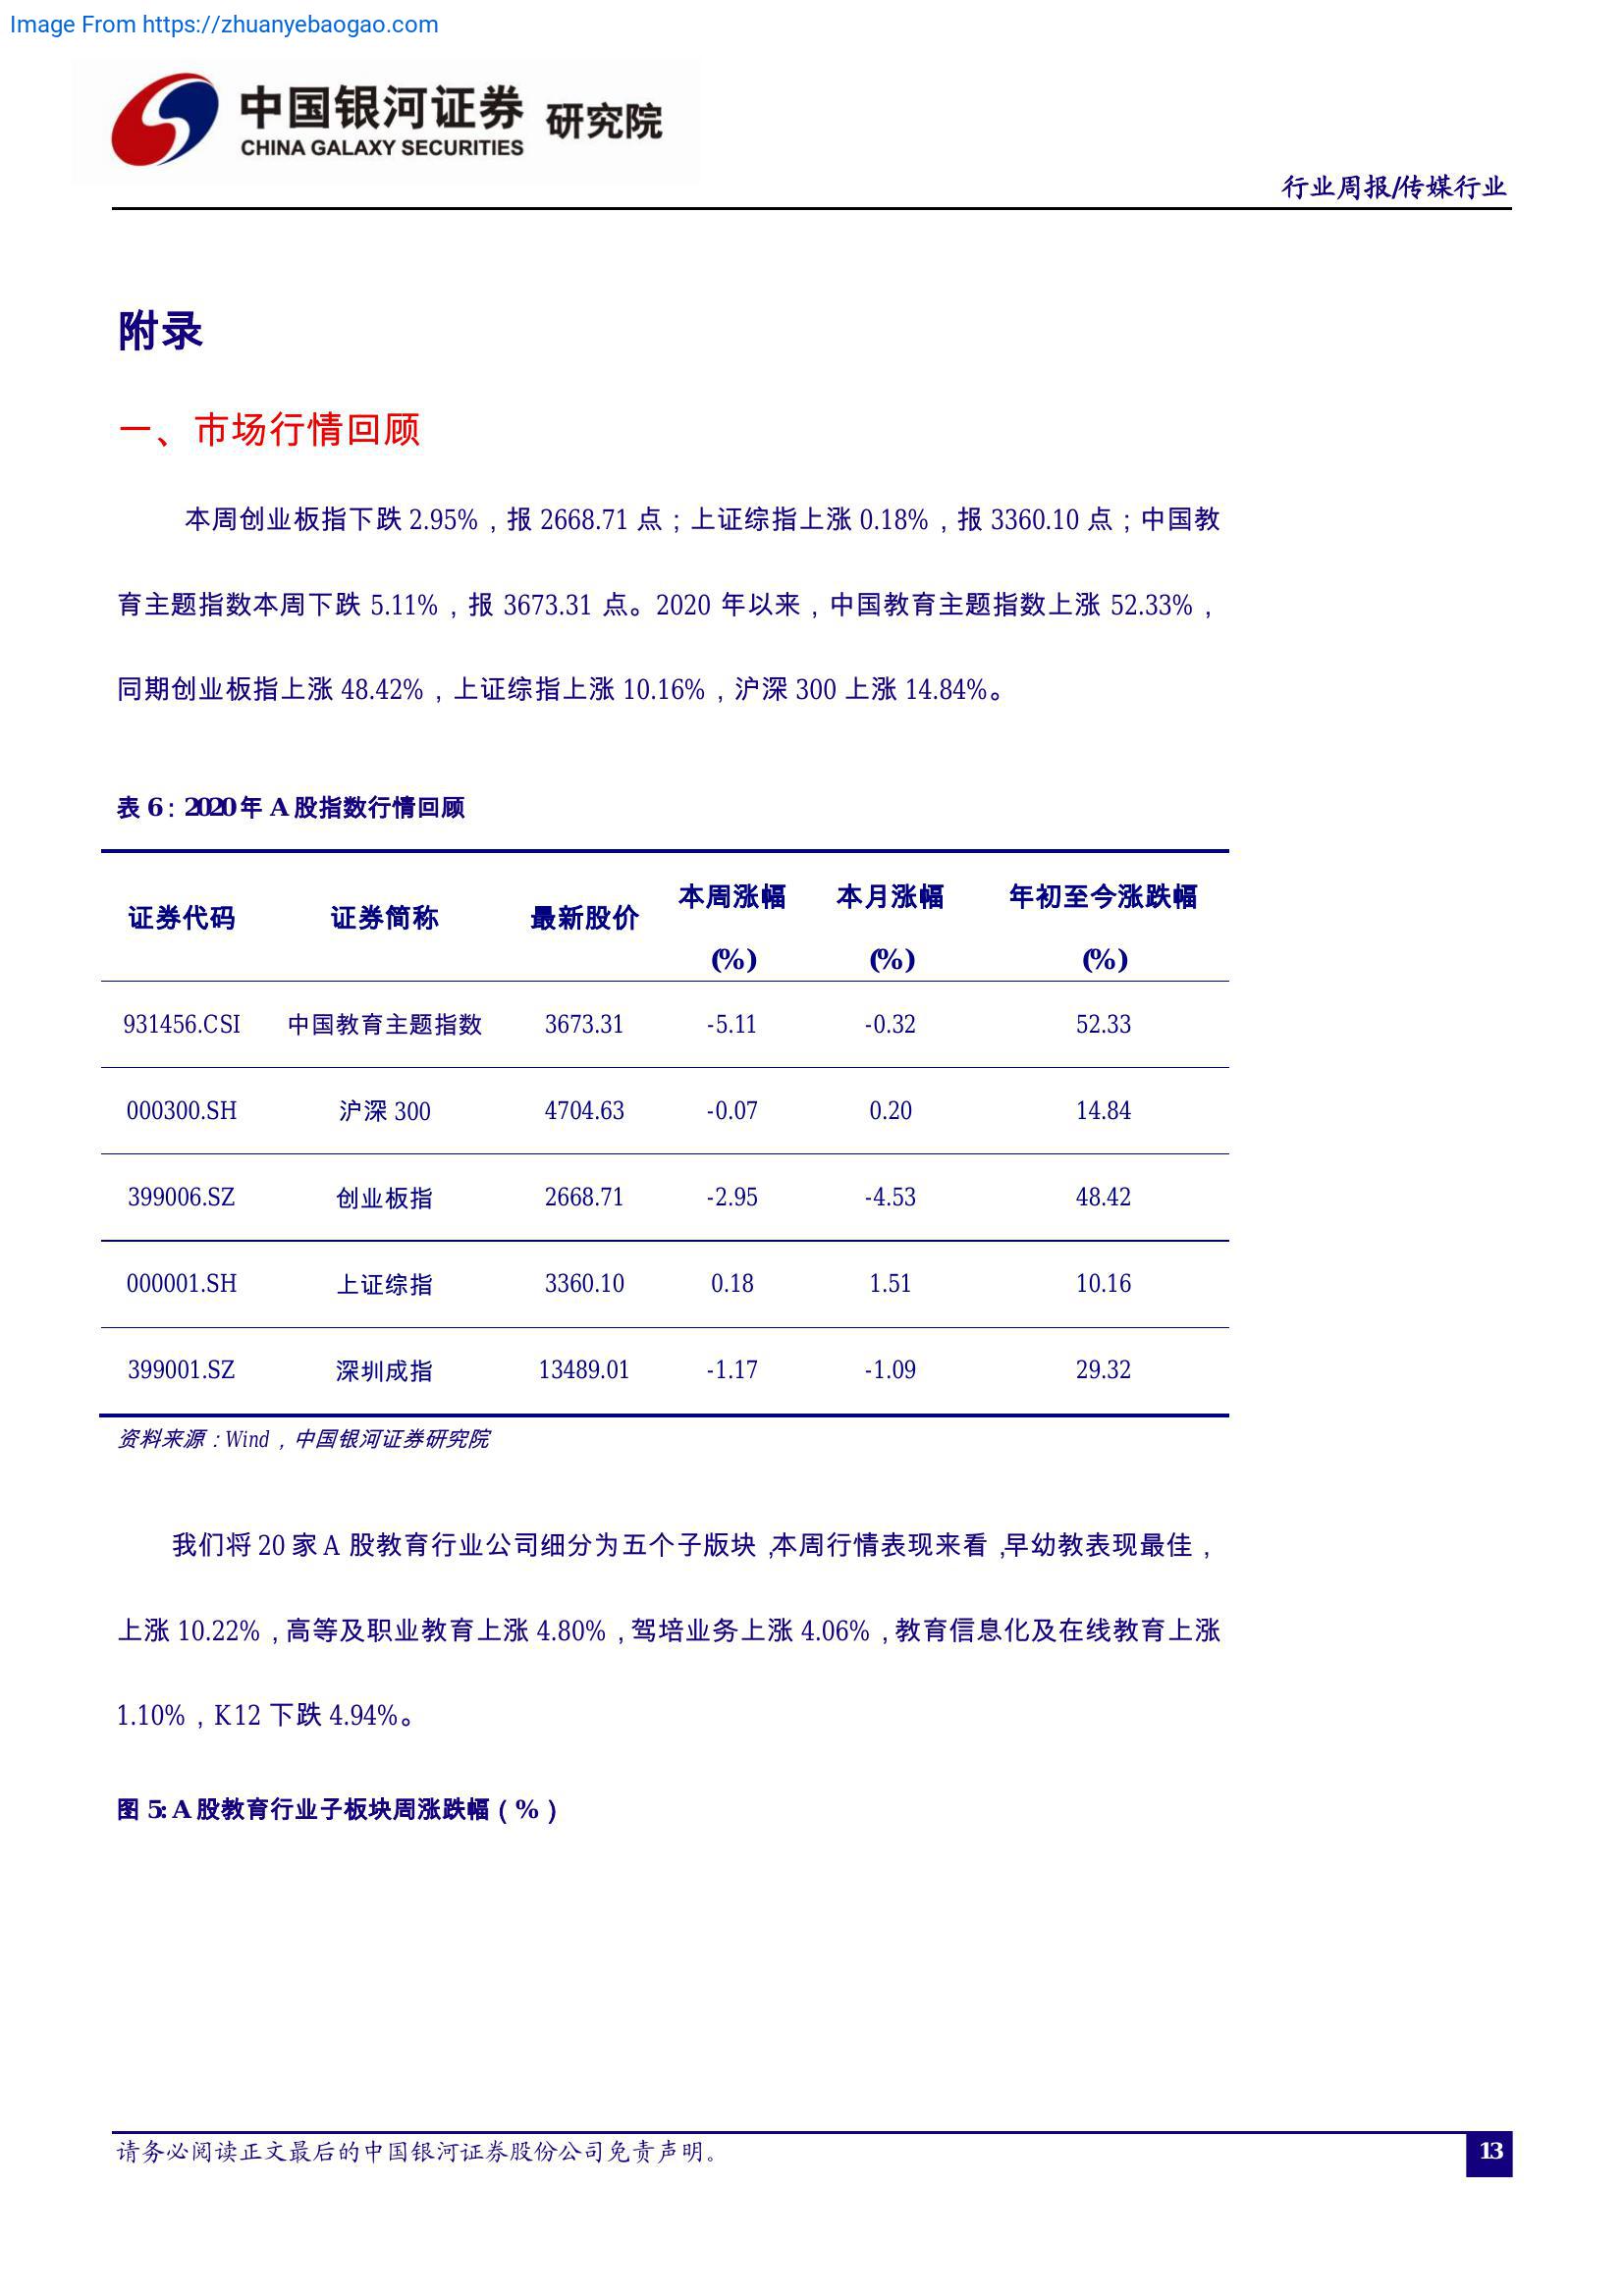 Image From https://zhuanyebaogao.com
中国银河证券 研究院
CHINA GALAXY SECURITIES
行业周报/传媒行业
附录
一、市场行情回顾
本周创业板指下跌 2.95%，报 2668.71 点；上证综指上涨 0.18%，报 3360.10 点；中国教
育主题指数本周下跌 5.11%，报 3673.31 点。2020 年以来，中国教育主题指数上涨 52.33%，
同期创业板指上涨 48.42%，上证综指上涨 10.16%，沪深 300 上涨 14.84%。
表 6：2020 年 A 股指数行情回顾
证券代码 证券简称 最新股价 本周涨幅 (%) 本月涨幅 (%) 年初至今涨跌幅 (%)
931456.CSI 中国教育主题指数 3673.31 -5.11 -0.32 52.33
000300.SH 沪深 300 4704.63 -0.07 0.20 14.84
399006.SZ 创业板指 2668.71 -2.95 -4.53 48.42
000001.SH 上证综指 3360.10 0.18 1.51 10.16
399001.SZ 深圳成指 13489.01 -1.17 -1.09 29.32
资料来源：Wind，中国银河证券研究院
我们将 20 家 A 股教育行业公司细分为五个子版块，本周行情表现来看，早幼教表现最佳，
上涨 10.22%，高等及职业教育上涨 4.80%，驾培业务上涨 4.06%，教育信息化及在线教育上涨
1.10%，K12 下跌 4.94%。
图 5: A 股教育行业子板块周涨跌幅（%）
请务必阅读正文最后的中国银河证券股份公司免责声明。
13